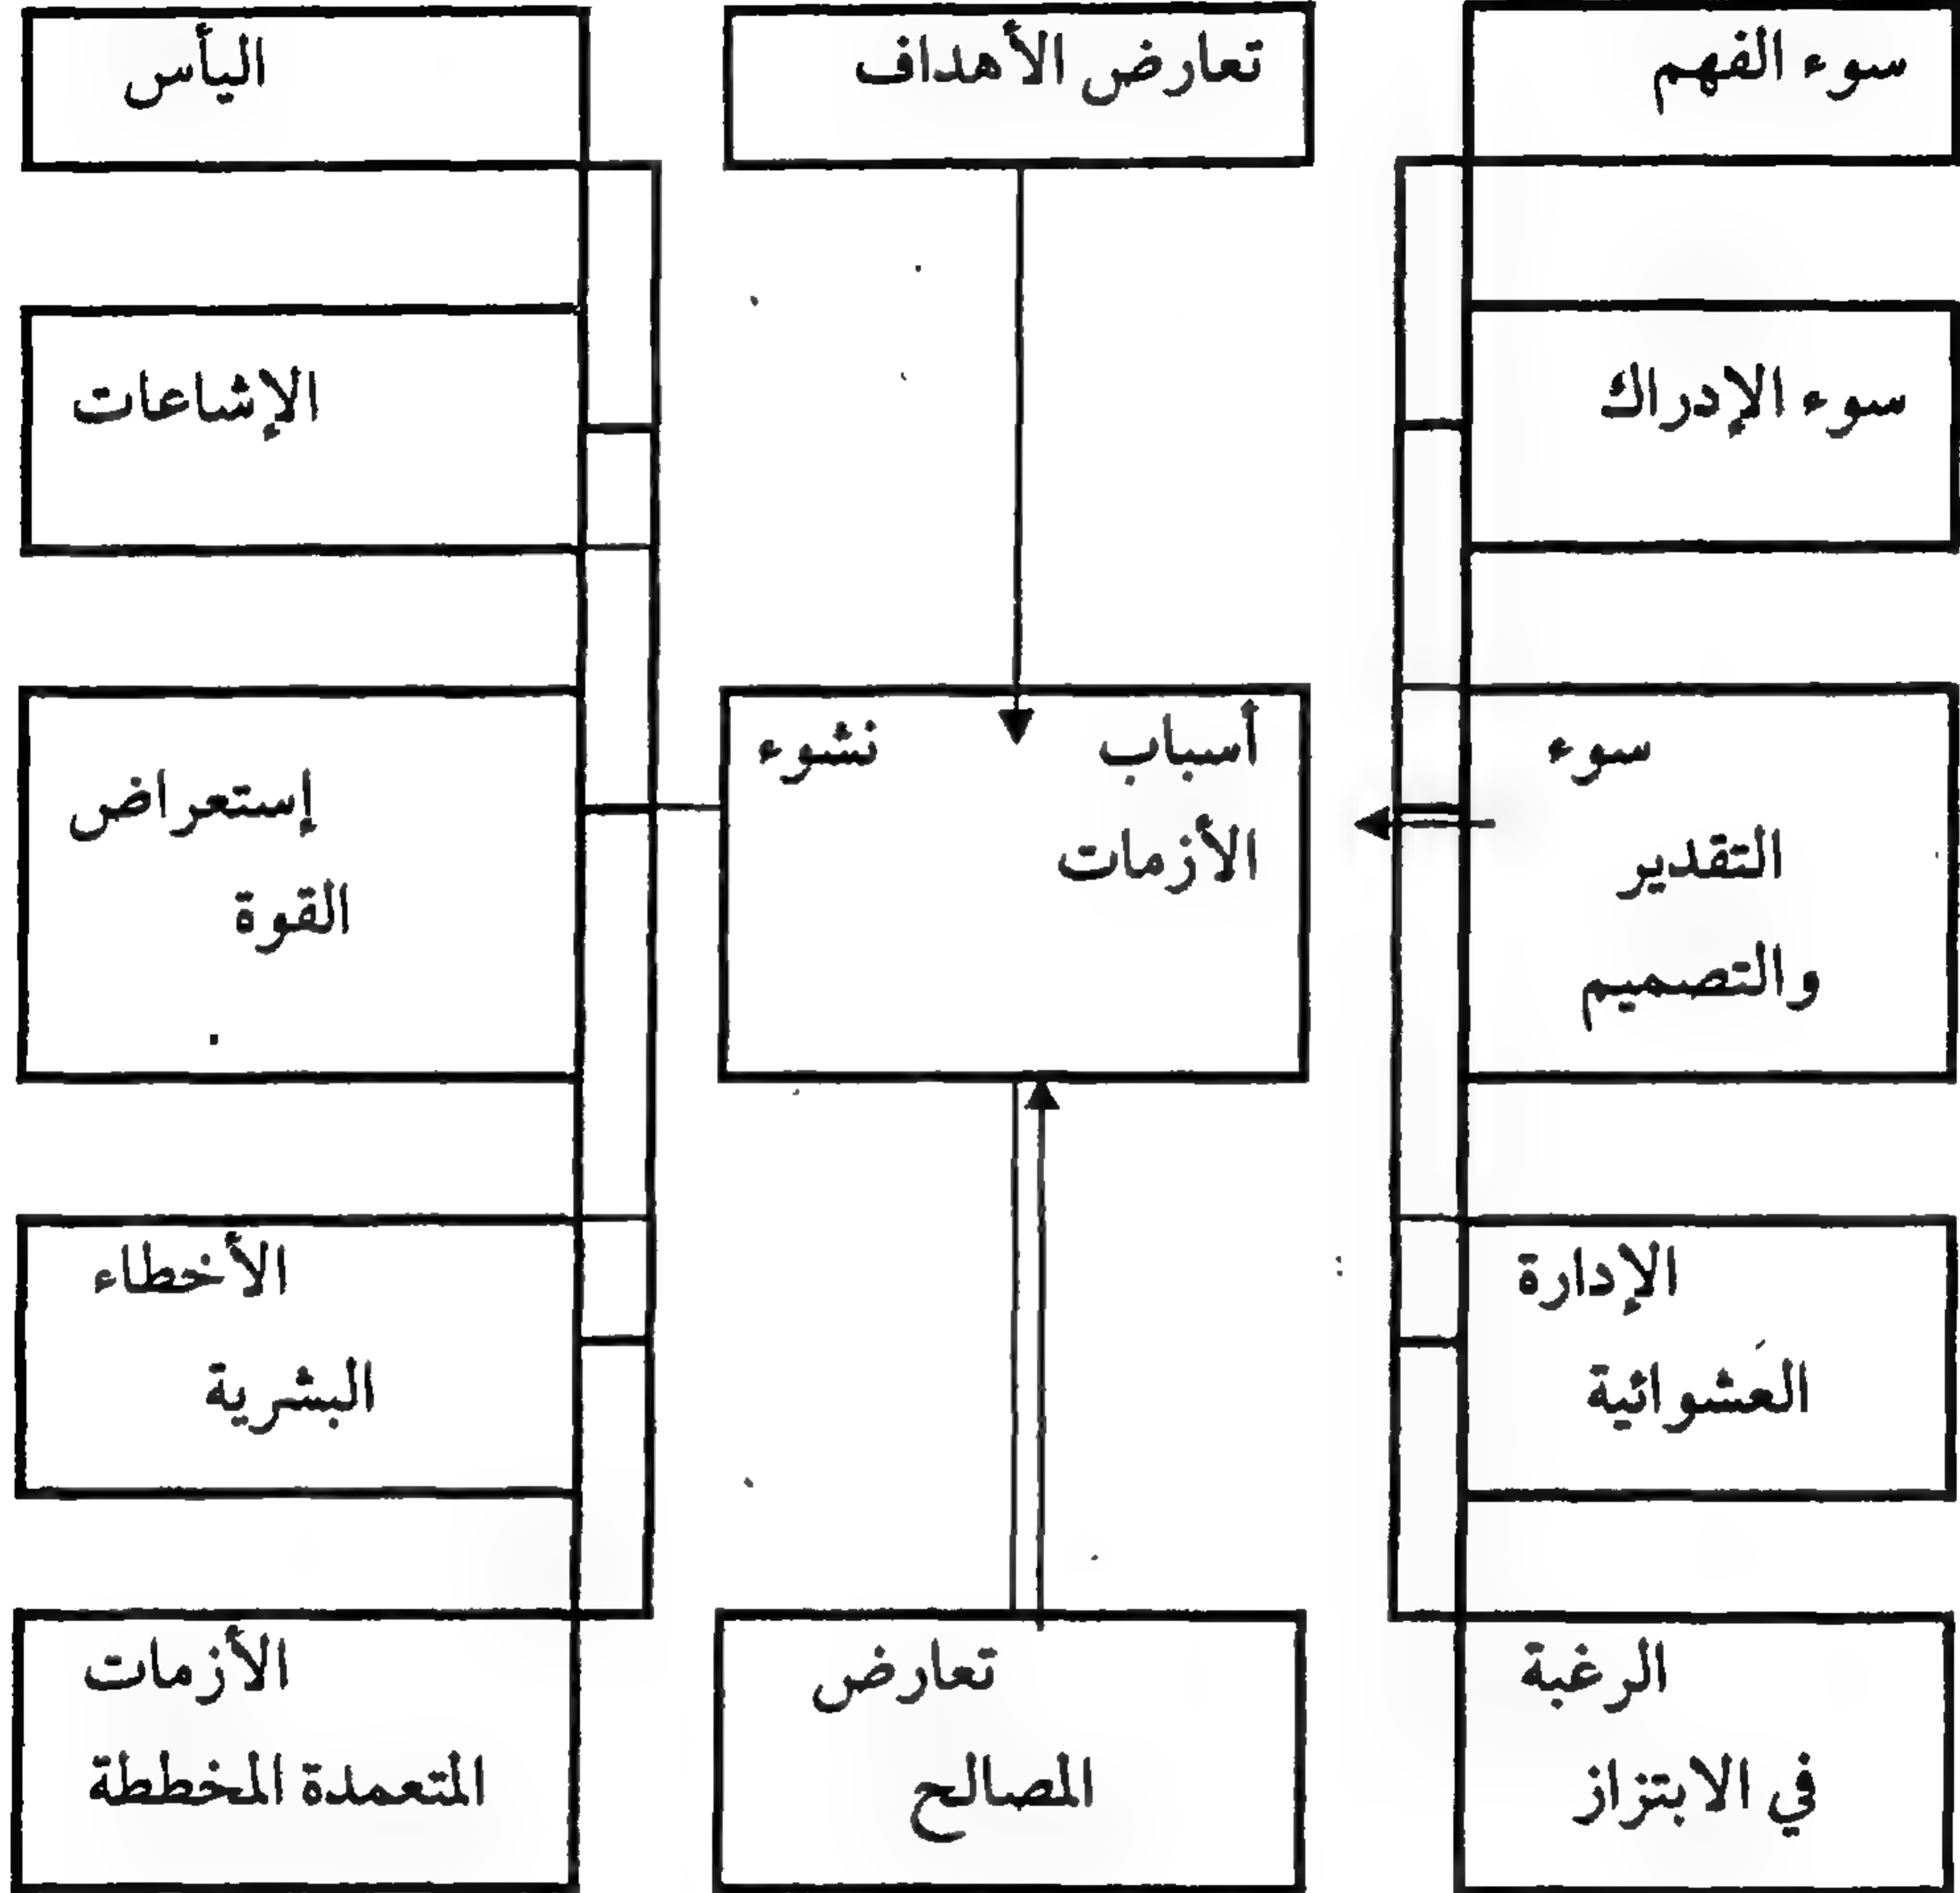 سوء الفهم
تعارض الأهداف
اليأس
سوء الإدراك
الإشاعات
سوء
التقدير
والتصميم
أسباب نشوء
الأزمات
إستعراض
القوة
الإدارة
العشوائية
الأخطاء
البشرية
الرغبة
في الابتزاز
تعارض
المصالح
الأزمات
المتعمدة المخططة